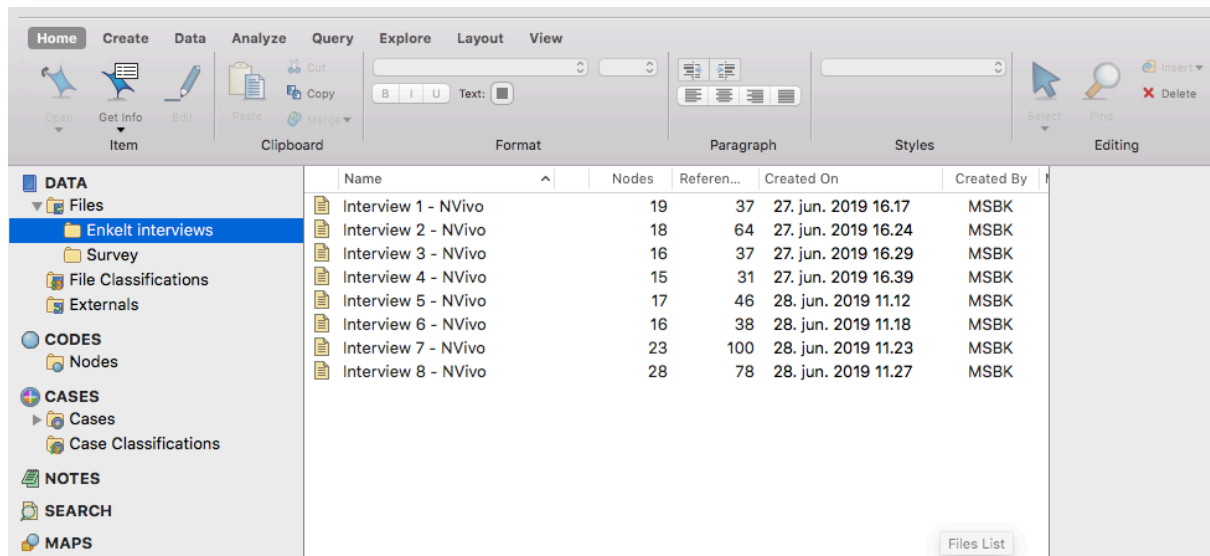 Home Create Data Analyze Query Explore Layout View
Cut
Copy B I U Text: Insert
Merge Delete
Open Get Info Edit Paste Select Find
Item Clipboard Format Paragraph Styles Editing
DATA
Files
Enkelt interviews
Survey
File Classifications
Externals
CODES
Nodes
CASES
Cases
Case Classifications
NOTES
SEARCH
MAPS
Name Nodes Referen... Created On Created By
Interview 1 - NVivo 19 37 27. jun. 2019 16.17 MSBK
Interview 2 - NVivo 18 64 27. jun. 2019 16.24 MSBK
Interview 3 - NVivo 16 37 27. jun. 2019 16.29 MSBK
Interview 4 - NVivo 15 31 27. jun. 2019 16.39 MSBK
Interview 5 - NVivo 17 46 28. jun. 2019 11.12 MSBK
Interview 6 - NVivo 16 38 28. jun. 2019 11.18 MSBK
Interview 7 - NVivo 23 100 28. jun. 2019 11.23 MSBK
Interview 8 - NVivo 28 78 28. jun. 2019 11.27 MSBK
Files List